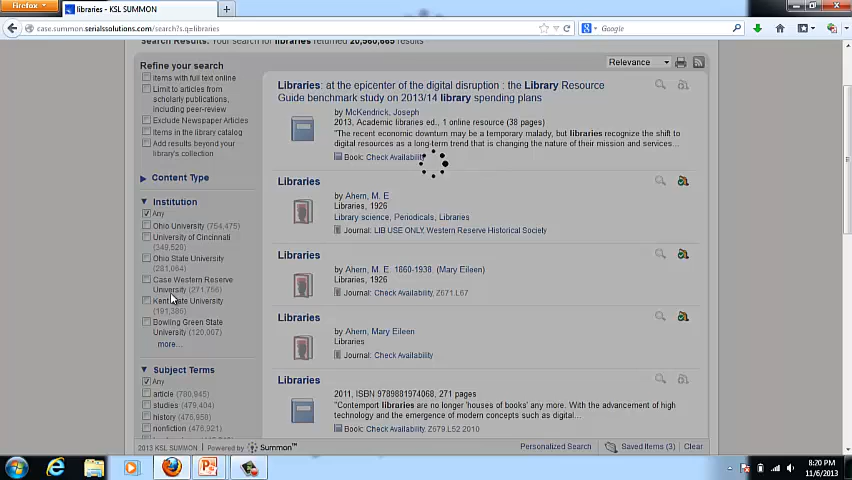 Firefox
libraries - KSL SUMMON
case.summon.serialssolutions.com/search?s.q=libraries
Google
Search Results: Your search for libraries returned 20,560,685 results
Refine your search
Items with full text online
Limit to articles from
scholarly publications,
including peer-review
Exclude Newspaper Articles
Items in the library catalog
Add results beyond your
library's collection
Content Type
Institution
Any
Ohio University (754,475)
University of Cincinnati
(349,528)
Ohio State University
(281,064)
Case Western Reserve
University (271,756)
Kent State University
(191,386)
Bowling Green State
University (120,067)
more...
Subject Terms
Any
article (780,945)
studies (479,404)
history (476,958)
nonfiction (476,921)
Relevance
Libraries: at the epicenter of the digital disruption : the Library Resource
Guide benchmark study on 2013/14 library spending plans
by McKendrick, Joseph
2013, Academic libraries ed., 1 online resource (38 pages)
"The recent economic downturn may be a temporary malady, but libraries recognize the shift to
digital resources as a long-term trend that is changing the nature of their mission and services...
Book: Check Availability
Libraries
by Ahern, M. E
Libraries, 1926
Library science, Periodicals, Libraries
Journal: LIB USE ONLY, Western Reserve Historical Society
Libraries
by Ahern, M. E. 1860-1938. (Mary Eileen)
Libraries, 1926
Journal: Check Availability, Z671.L67
Libraries
by Ahern, Mary Eileen
Libraries
Journal: Check Availability
Libraries
2011, ISBN 9789881974068, 271 pages
"Contemport libraries are no longer 'houses of books' any more. With the advancement of high
technology and the emergence of modern concepts such as digital...
Book: Check Availability, Z679.L52 2010
2013 KSL SUMMON
Powered by
Summon™
Personalized Search
Saved Items (3)
Clear
8:20 PM
11/6/2013